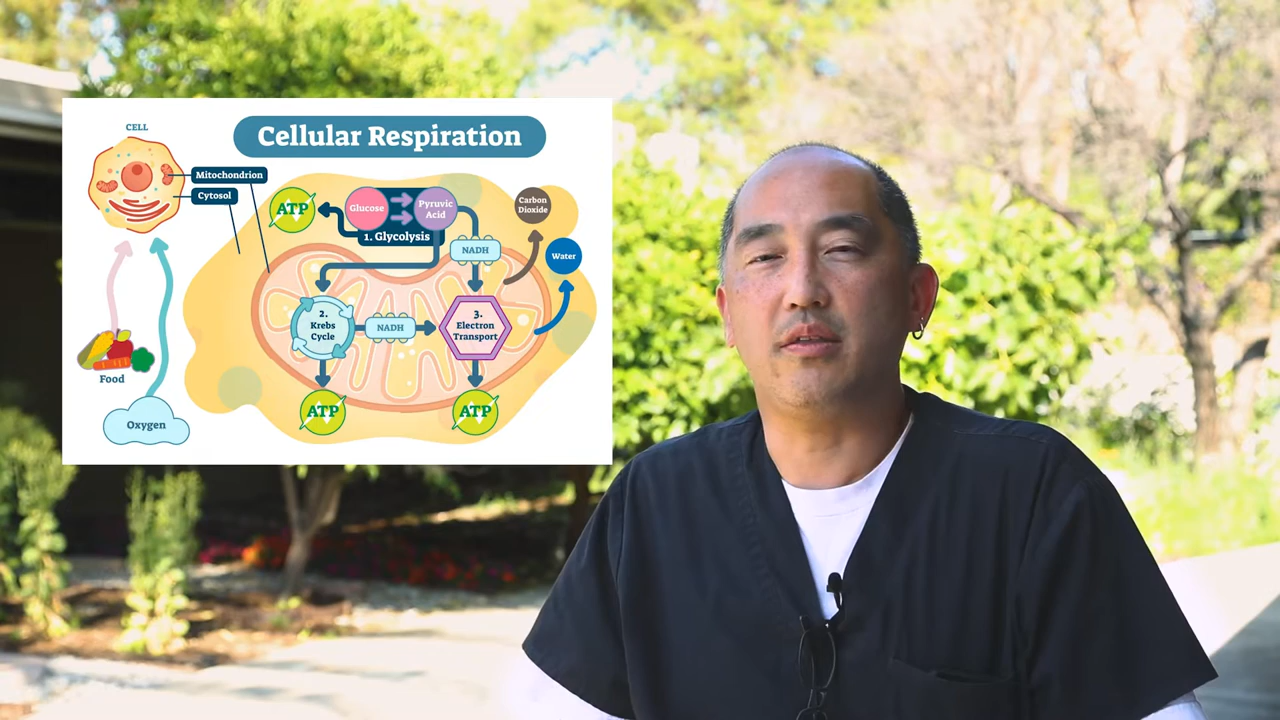 CELL
Cellular Respiration
Mitochondrion
Cytosol
ATP
Glucose
Pyruvic
Acid
1. Glycolysis
Carbon
Dioxide
NADH
Water
2.
Krebs
Cycle
NADH
3.
Electron
Transport
Food
ATP
ATP
Oxygen